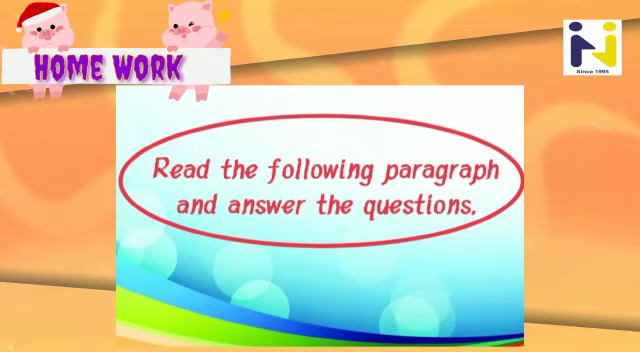 HOME WORK
Since 1995
Read the following paragraph
and answer the questions.